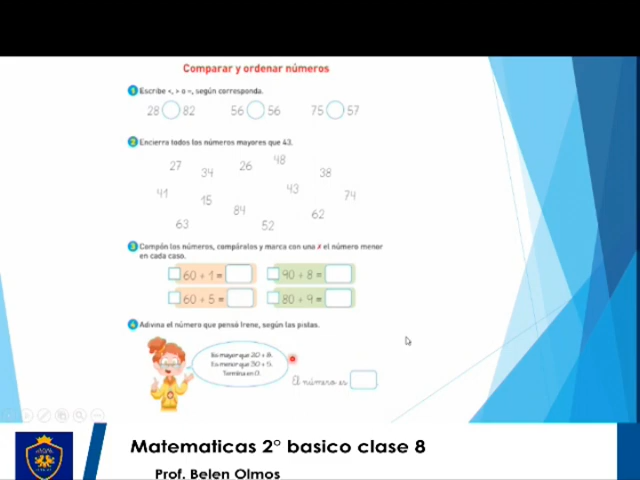 Comparar y ordenar números
1 Escribe <, > o =, según corresponda.
28 82 56 56 75 57
2 Encierra todos los números mayores que 43.
27 34 26 48 38
41 15 43 74
84 62
63 52
3 Compón los números, compáralos y marca con una ✗ el número menor
en cada caso.
60 + 1 = 90 + 8 =
60 + 5 = 80 + 9 =
4 Adivina el número que pensó Irene, según las pistas.
Es mayor que 20 + 8.
Es menor que 30 + 5.
Termina en 0.
El número es
Matematicas 2° basico clase 8
Prof. Belen Olmos